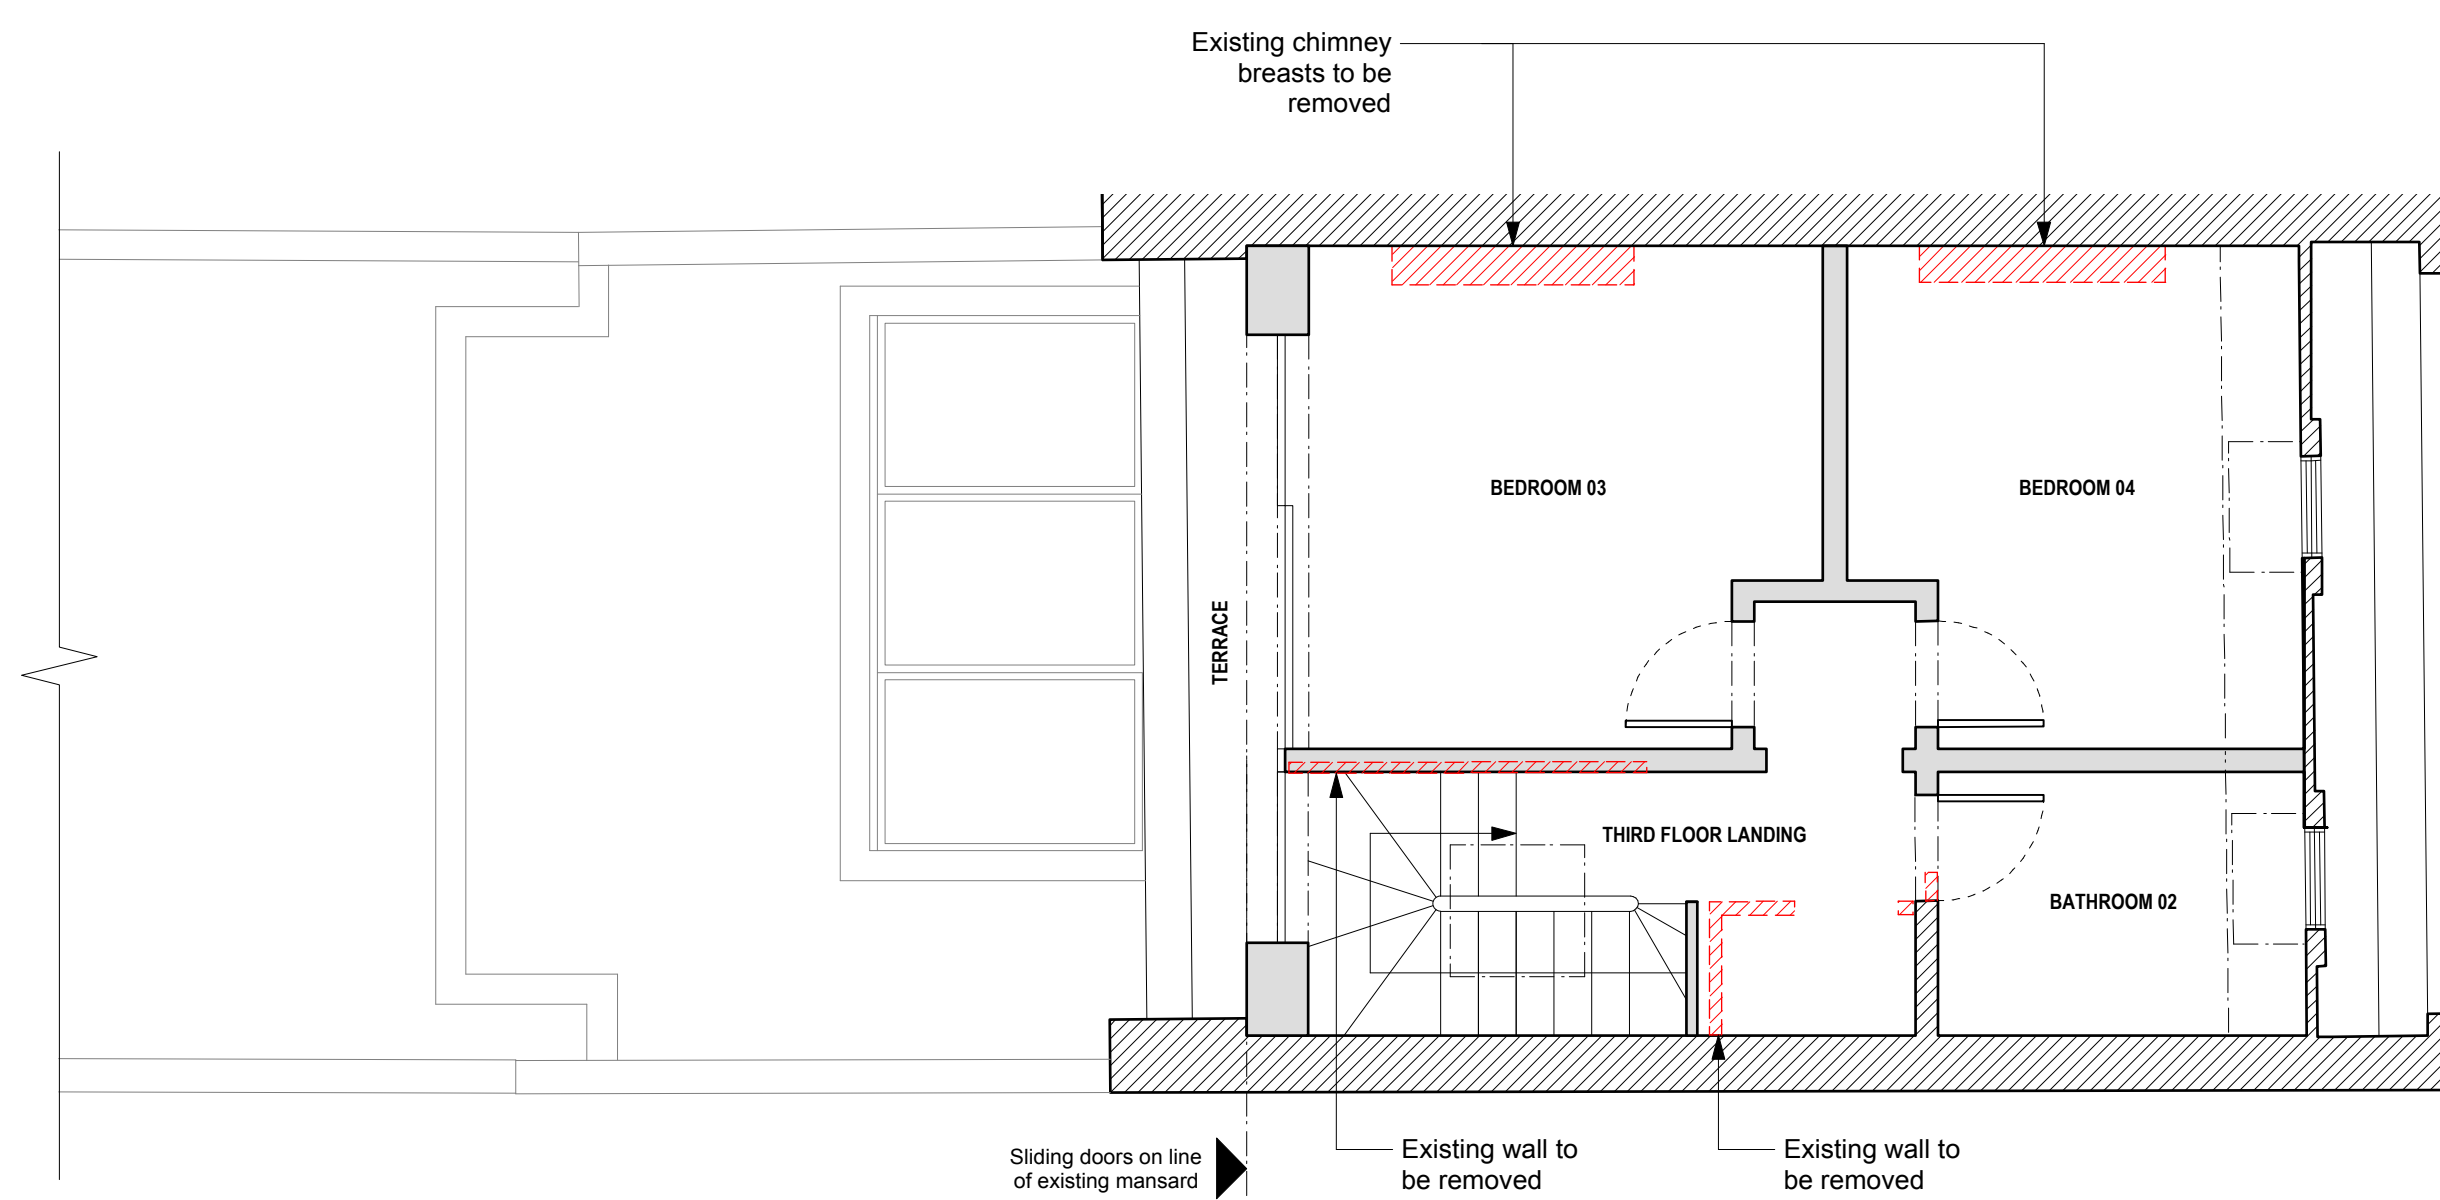 Existing chimney
breasts to be
removed
BEDROOM 03
BEDROOM 04
TERRACE
THIRD FLOOR LANDING
BATHROOM 02
Sliding doors on line
of existing mansard
Existing wall to
be removed
Existing wall to
be removed